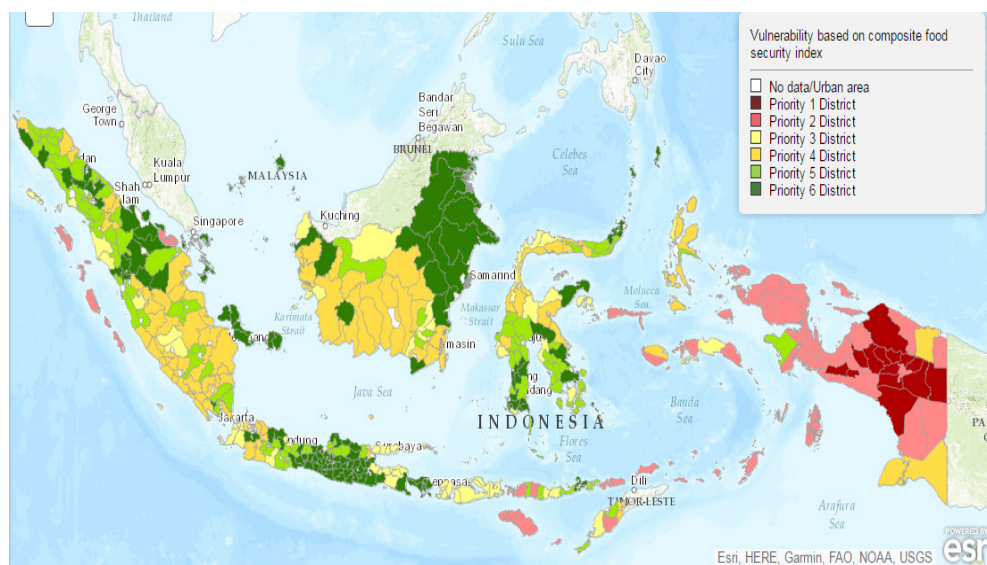 Thailand
Sulu Sea
Davao
City
George
Town
Bandar
Seri
Begawan
BRUNEI
Celebes
Sea
Kuala
Lumpur
MALAYSIA
Shah
Singapore
Kuching
Samarind
Molucca
Sea
Karimata
Strait
Makassar
Strait
Java Sea
INDONESIA
Banda
Sea
Flores
Sea
Jakarta
Dili
TIMOR-LESTE
Arafura
Sea
Vulnerability based on composite food
security index
No data/Urban area
Priority 1 District
Priority 2 District
Priority 3 District
Priority 4 District
Priority 5 District
Priority 6 District
POWERED BY
esri
Esri, HERE, Garmin, FAO, NOAA, USGS